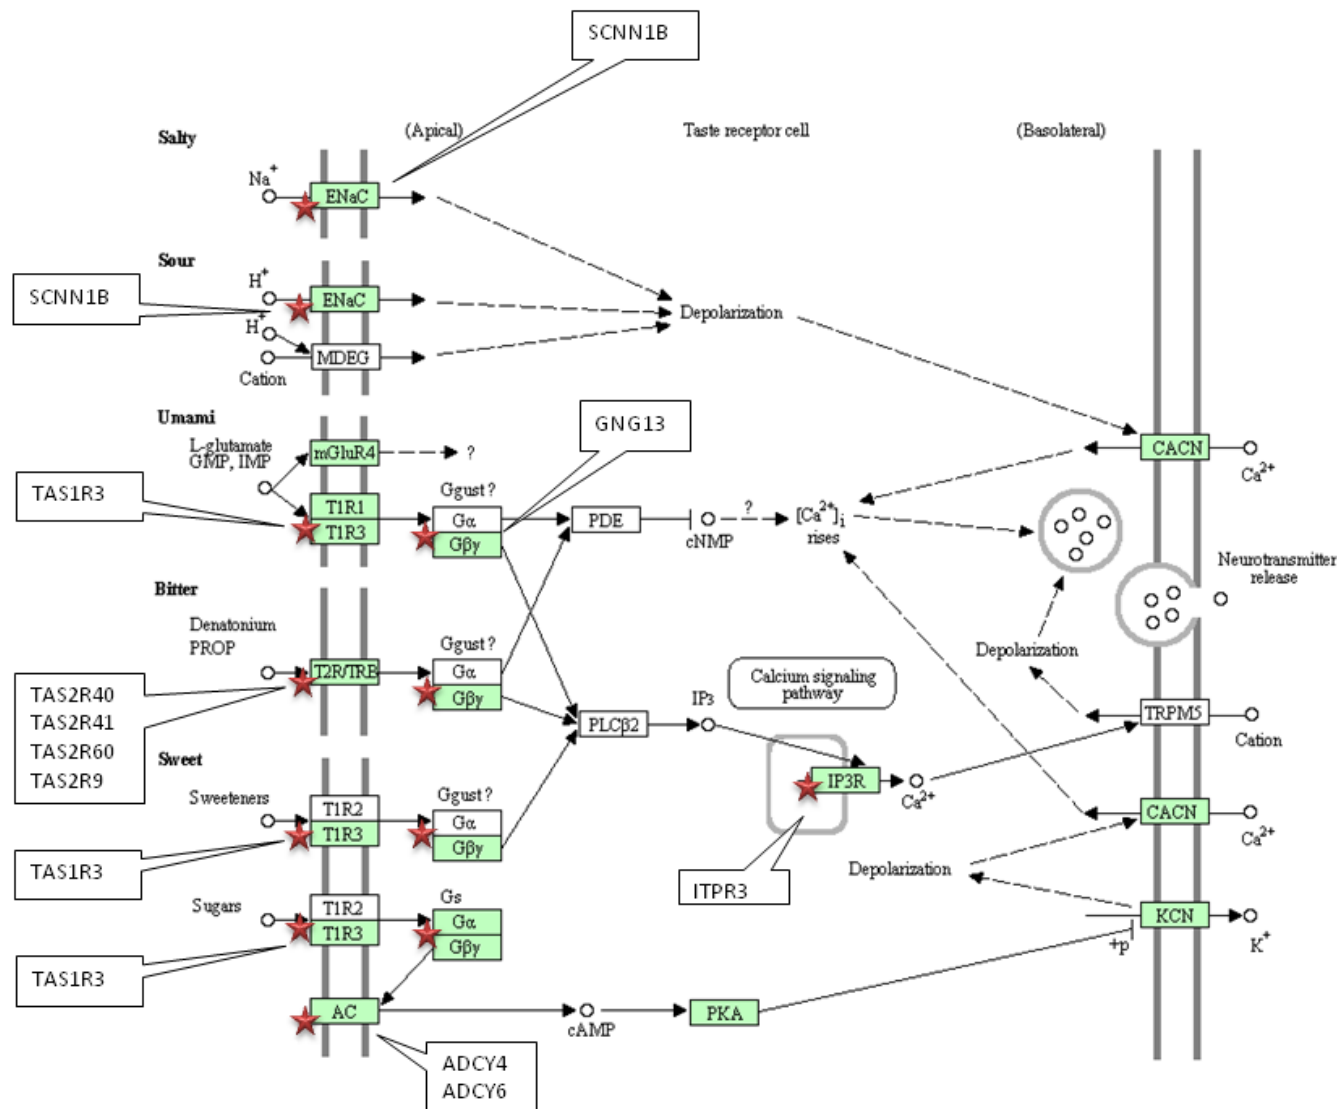 SCNN1B
Salty
(Apical)
Taste receptor cell
(Basolateral)
Na+
ENaC
Sour
SCNN1B
H+
ENaC
Depolarization
H+
MDEG
Cation
Umami
GNG13
L-glutamate
GMP, IMP
mGluR4
?
CACN
Ca2+
TAS1R3
T1R1
T1R3
Ggust ?
Gα
Gβγ
PDE
cNMP
?
[Ca2+]i
rises
Neurotransmitter
release
Bitter
Denatonium
PROP
T2R/TRB
Ggust ?
Gα
Gβγ
Depolarization
Calcium signaling
pathway
TAS2R40
TAS2R41
TAS2R60
TAS2R9
PLCβ2
IP3
TRPM5
Cation
Sweet
IP3R
Ca2+
Sweeteners
T1R2
T1R3
Ggust ?
Gα
Gβγ
CACN
Ca2+
TAS1R3
ITPR3
Depolarization
Sugars
T1R2
T1R3
Gs
Gα
Gβγ
KCN
+p
K+
TAS1R3
AC
cAMP
PKA
ADCY4
ADCY6